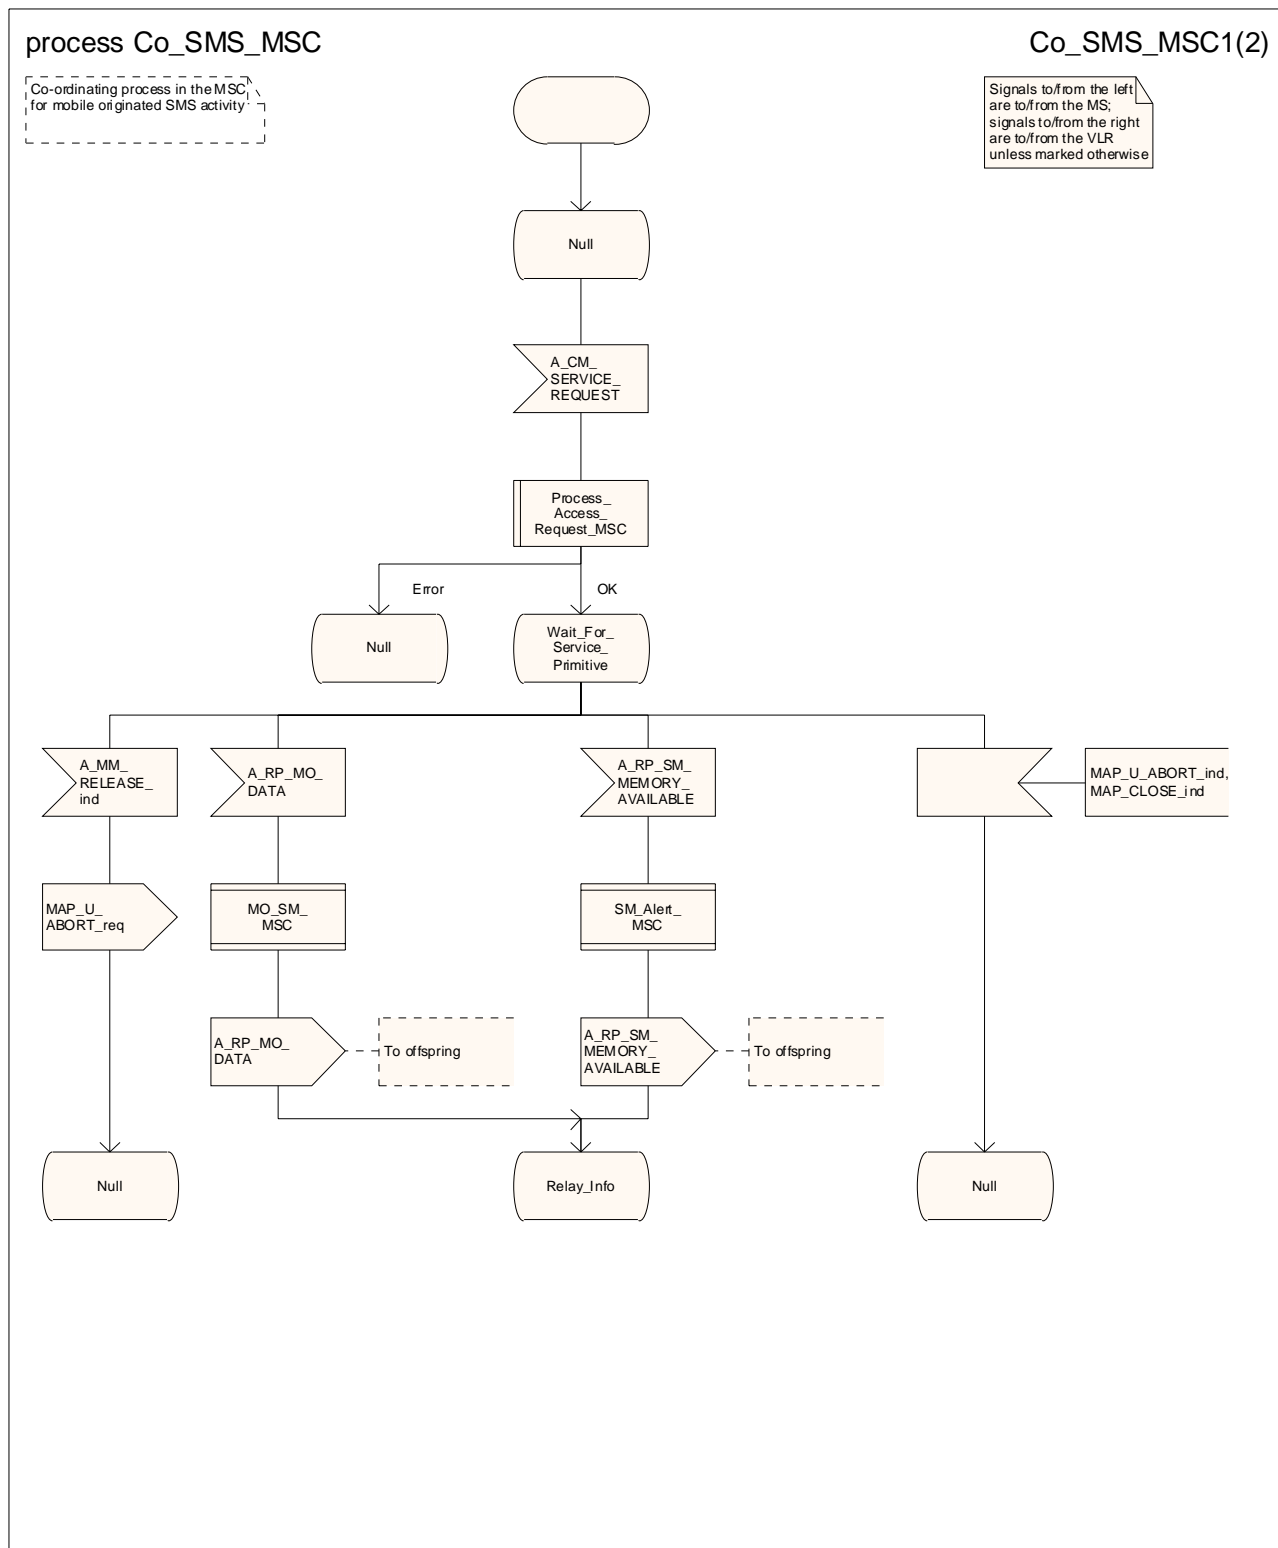 process Co_SMS_MSC
Co_SMS_MSC1(2)
Co-ordinating process in the MSC
for mobile originated SMS activity
Signals to/from the left
are to/from the MS;
signals to/from the right
are to/from the VLR
unless marked otherwise
Null
A_CM_
SERVICE_
REQUEST
Process_
Access_
Request_MSC
Error
OK
Null
Wait_For_
Service_
Primitive
A_MM_
RELEASE_
ind
A_RP_MO_
DATA
A_RP_SM_
MEMORY_
AVAILABLE
MAP_U_ABORT_ind,
MAP_CLOSE_ind
MAP_U_
ABORT_req
MO_SM_
MSC
SM_Alert_
MSC
A_RP_MO_
DATA
To offspring
A_RP_SM_
MEMORY_
AVAILABLE
To offspring
Null
Relay_Info
Null